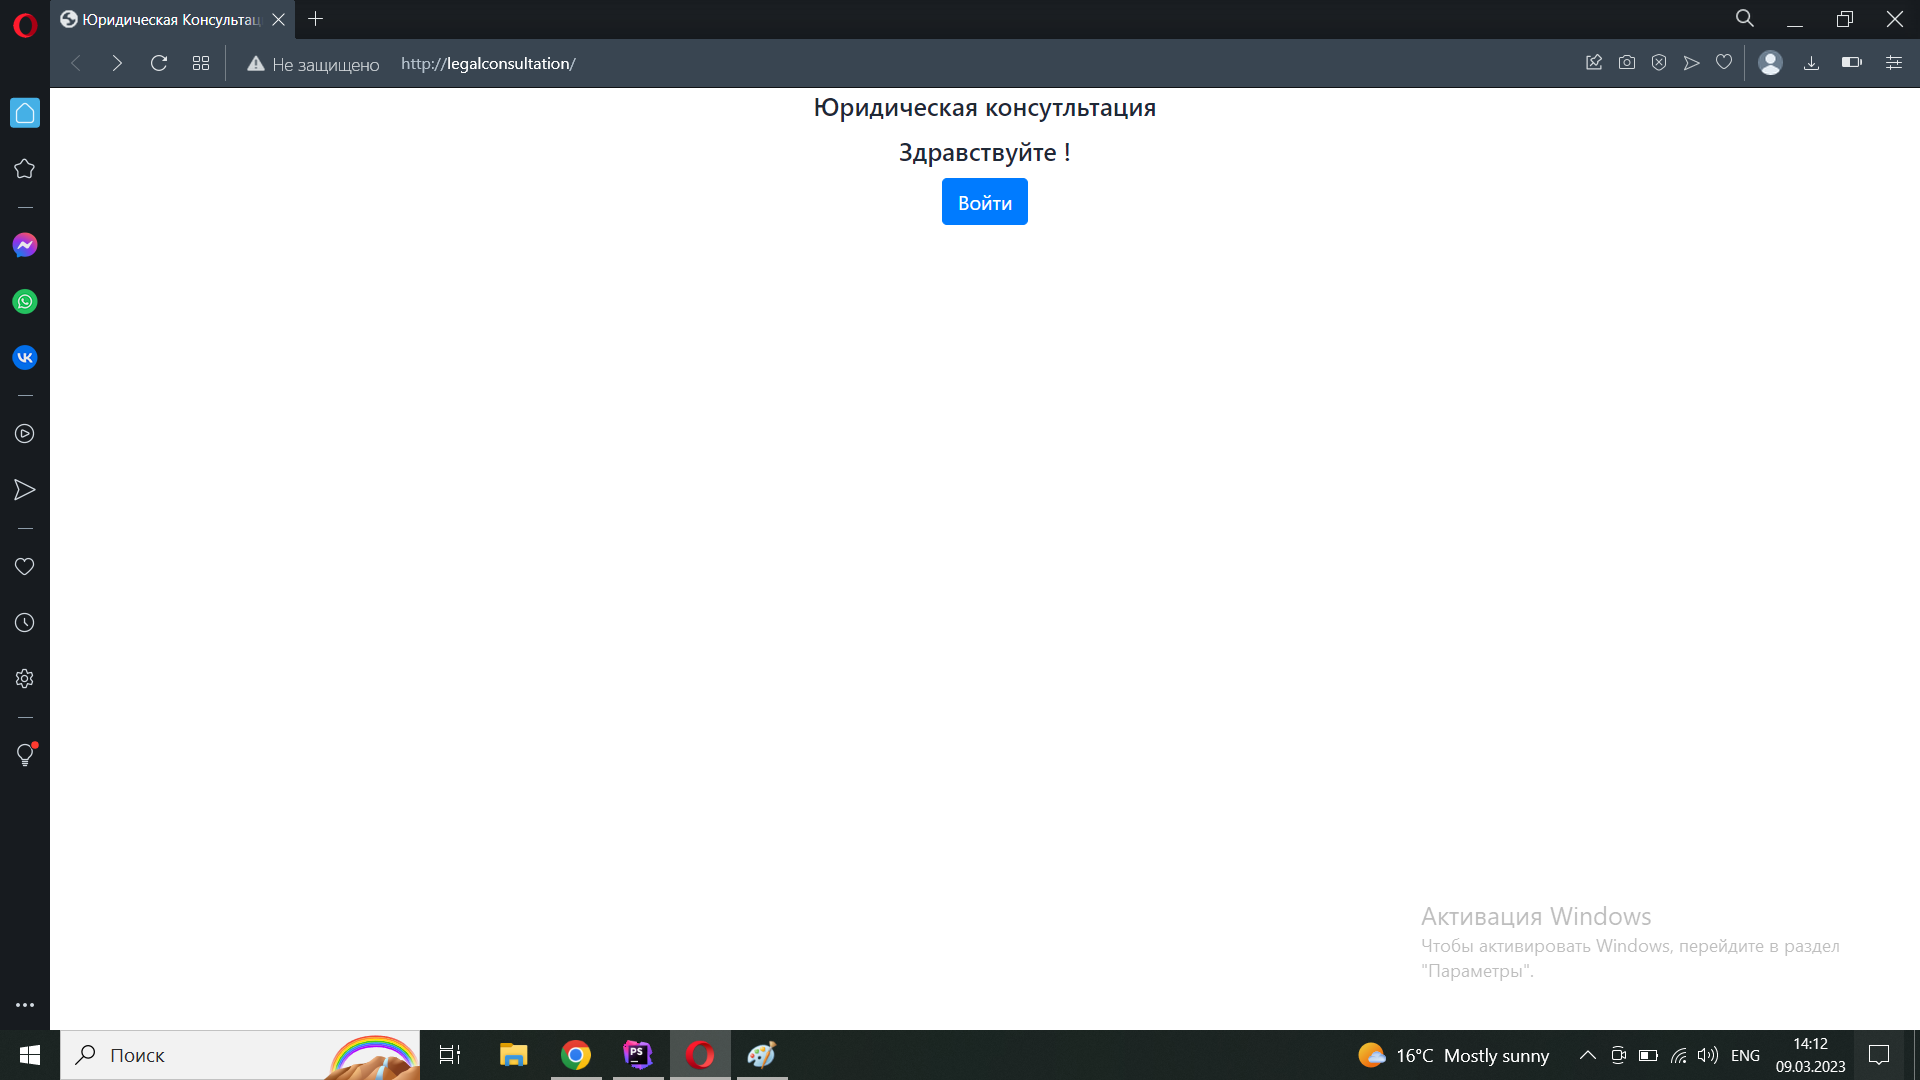 Юридическая Консультац
Не защищено
http://legalconsultation/
Юридическая консутльтация
Здравствуйте !
Войти
Активация Windows
Чтобы активировать Windows, перейдите в раздел
"Параметры".
Поиск
PS
16°C Mostly sunny
ENG
14:12
09.03.2023